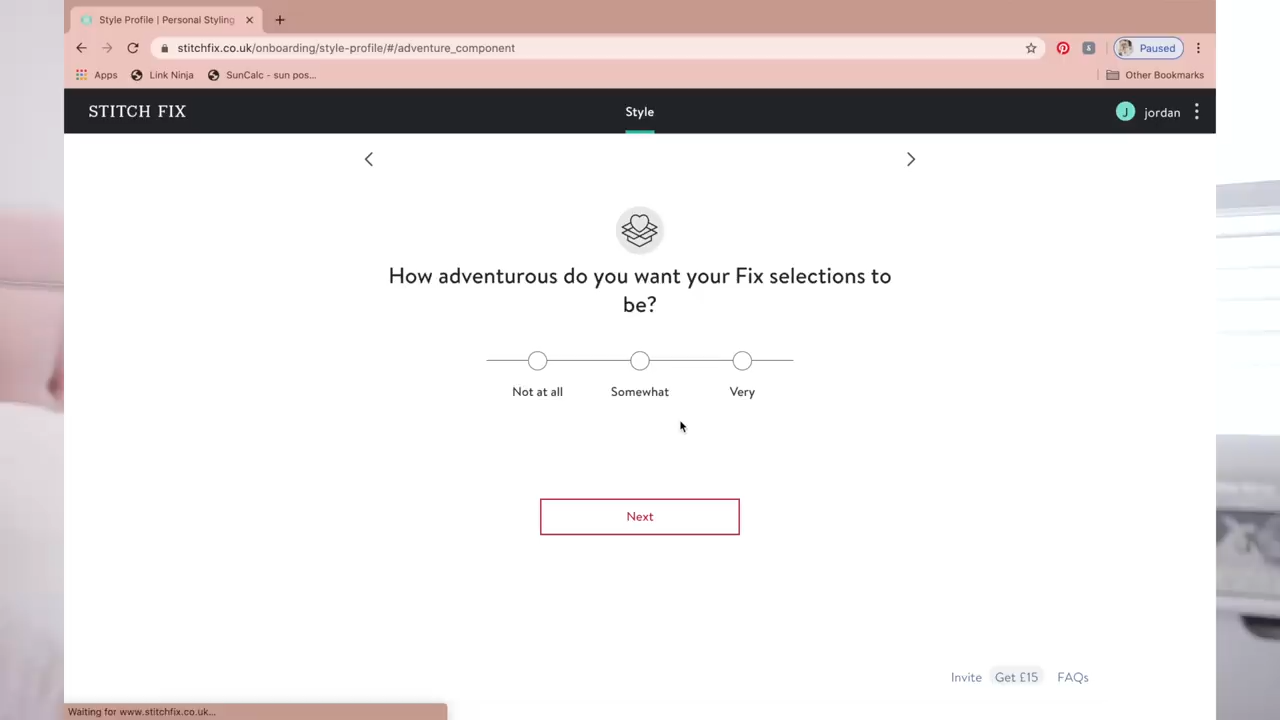 Style Profile | Personal Styling
stitchfix.co.uk/onboarding/style-profile/#/adventure_component
Paused
Apps
Link Ninja
SunCalc - sun pos...
Other Bookmarks
STITCH FIX
Style
J
jordan
How adventurous do you want your Fix selections to
be?
Not at all
Somewhat
Very
Next
Invite
Get £15
FAQs
Waiting for www.stitchfix.co.uk...